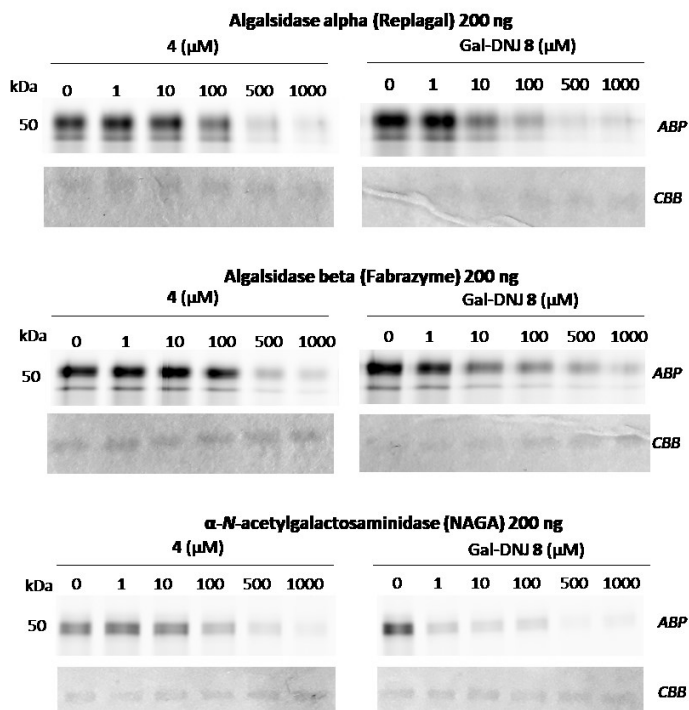 Algalsidase alpha (Replagal) 200 ng
4 (μM) Gal-DNJ 8 (μM)
kDa 0 1 10 100 500 1000 0 1 10 100 500 1000
50 ABP
CBB
Algalsidase beta (Fabrazyme) 200 ng
4 (μM) Gal-DNJ 8 (μM)
kDa 0 1 10 100 500 1000 0 1 10 100 500 1000
50 ABP
CBB
α-N-acetylgalactosaminidase (NAGA) 200 ng
4 (μM) Gal-DNJ 8 (μM)
kDa 0 1 10 100 500 1000 0 1 10 100 500 1000
50 ABP
CBB